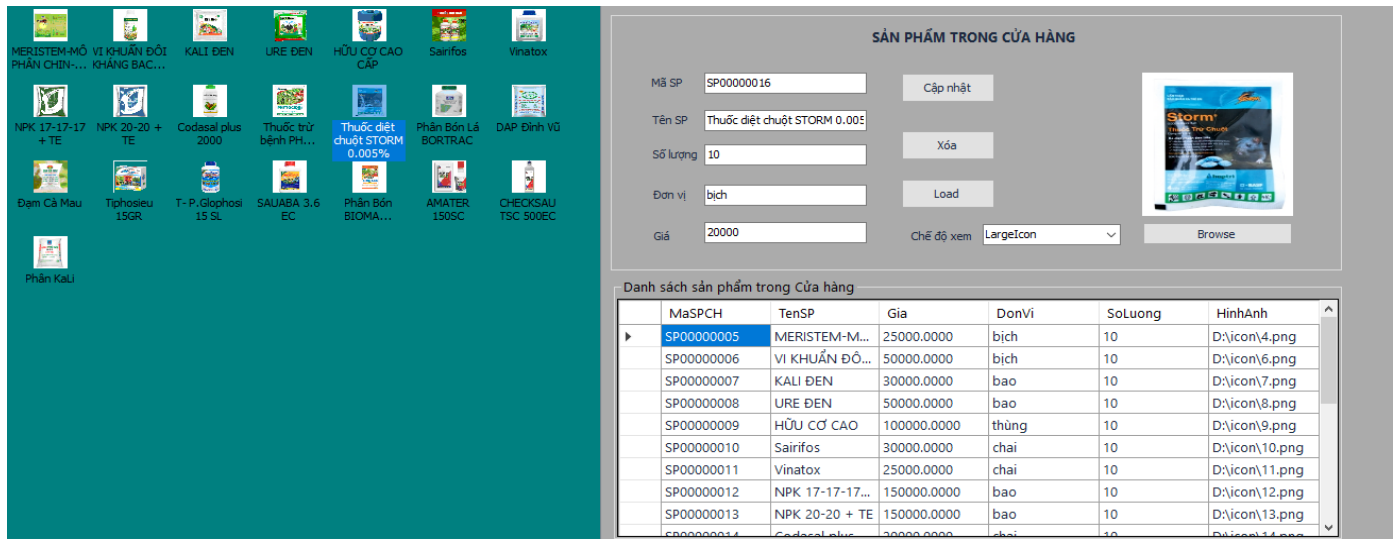 MERISTEM-MÔ
PHÂN CHIN-...
VI KHUẨN ĐỐI
KHÁNG BAC...
KALI ĐEN
URE ĐEN
HỮU CƠ CAO
CẤP
Sairifos
Vinatox
NPK 17-17-17
+ TE
NPK 20-20 +
TE
Codasal plus
2000
Thuốc trừ
bệnh PH...
Thuốc diệt
chuột STORM
0.005%
Phân Bón Lá
BORTRAC
DAP Đình Vũ
Đạm Cà Mau
Tiphosieu
15GR
T- P.Glophosi
15 SL
SAUABA 3.6
EC
Phân Bón
BIOMA...
AMATER
150SC
CHECKSAU
TSC 500EC
Phân KaLi
SẢN PHẨM TRONG CỬA HÀNG
Mã SP SP00000016 Cập nhật
Tên SP Thuốc diệt chuột STORM 0.005
Số lượng 10 Xóa
Đơn vị bịch Load
Giá 20000 Chế độ xem LargeIcon Browse
Storm
Thuốc Trừ Chuột
Danh sách sản phẩm trong Cửa hàng
MaSPCH TenSP Gia DonVi SoLuong HinhAnh
SP00000005 MERISTEM-M... 25000.0000 bịch 10 D:\icon\4.png
SP00000006 VI KHUẨN ĐÔ... 50000.0000 bịch 10 D:\icon\6.png
SP00000007 KALI ĐEN 30000.0000 bao 10 D:\icon\7.png
SP00000008 URE ĐEN 50000.0000 bao 10 D:\icon\8.png
SP00000009 HỮU CƠ CAO 100000.0000 thùng 10 D:\icon\9.png
SP00000010 Sairifos 30000.0000 chai 10 D:\icon\10.png
SP00000011 Vinatox 25000.0000 chai 10 D:\icon\11.png
SP00000012 NPK 17-17-17... 150000.0000 bao 10 D:\icon\12.png
SP00000013 NPK 20-20 + TE 150000.0000 bao 10 D:\icon\13.png
SP00000014 Codasal plus 20000.0000 chai 10 D:\icon\14.png